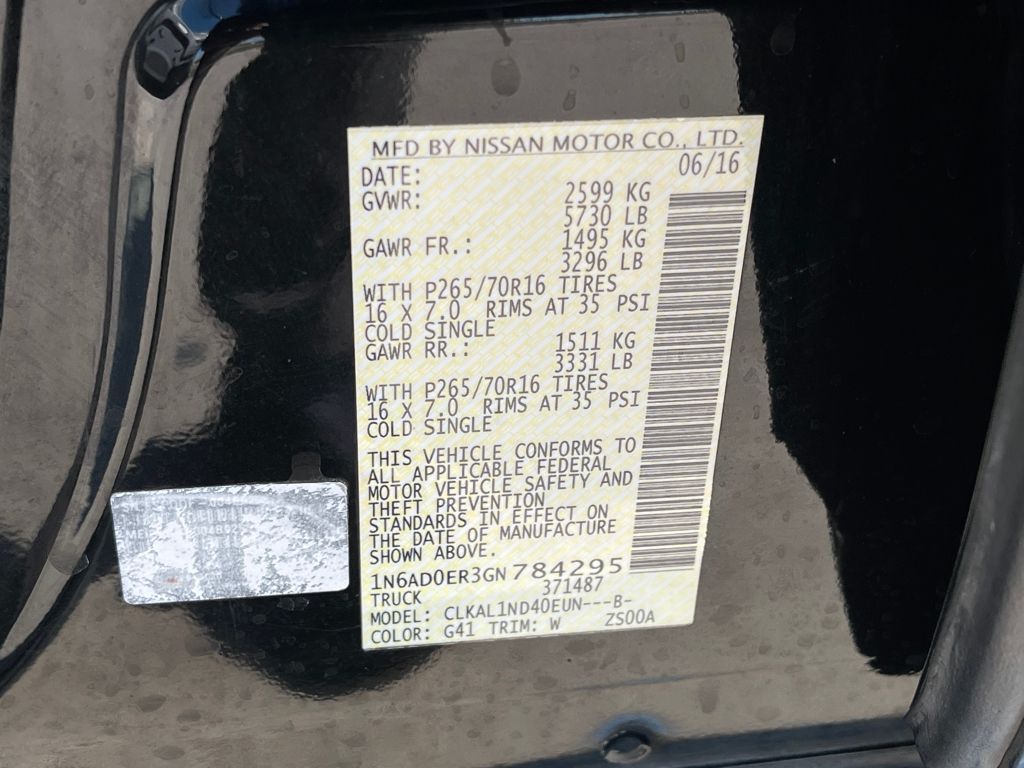 MFD BY NISSAN MOTOR CO., LTD.
DATE: 06/16
GVWR: 2599 KG
5730 LB
GAWR FR.: 1495 KG
3296 LB
WITH P265/70R16 TIRES
16 X 7.0 RIMS AT 35 PSI
COLD SINGLE
GAWR RR.: 1511 KG
3331 LB
WITH P265/70R16 TIRES
16 X 7.0 RIMS AT 35 PSI
COLD SINGLE
THIS VEHICLE CONFORMS TO
ALL APPLICABLE FEDERAL
MOTOR VEHICLE SAFETY AND
THEFT PREVENTION
STANDARDS IN EFFECT ON
THE DATE OF MANUFACTURE
SHOWN ABOVE.
1N6AD0ER3GN784295
TRUCK 371487
MODEL: CLKAL1ND40EUN---B-
COLOR: G41 TRIM: W ZS00A